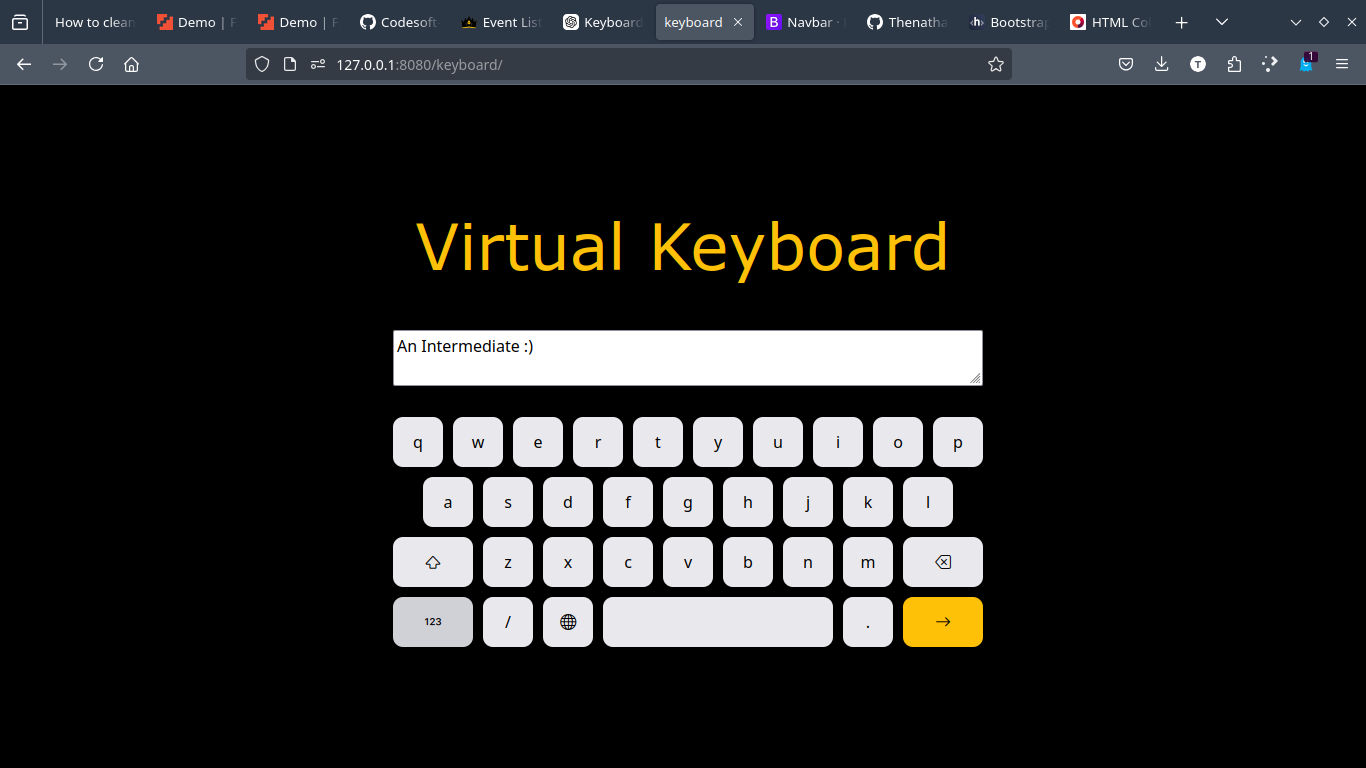 How to clean
Demo | F
Demo | F
Codesoft
Event List
Keyboard
keyboard
Navbar ·
Thenatha
Bootstra
HTML Co
127.0.0.1:8080/keyboard/
T
1
Virtual Keyboard
An Intermediate :)
q w e r t y u i o p
a s d f g h j k l
z x c v b n m
123 / .